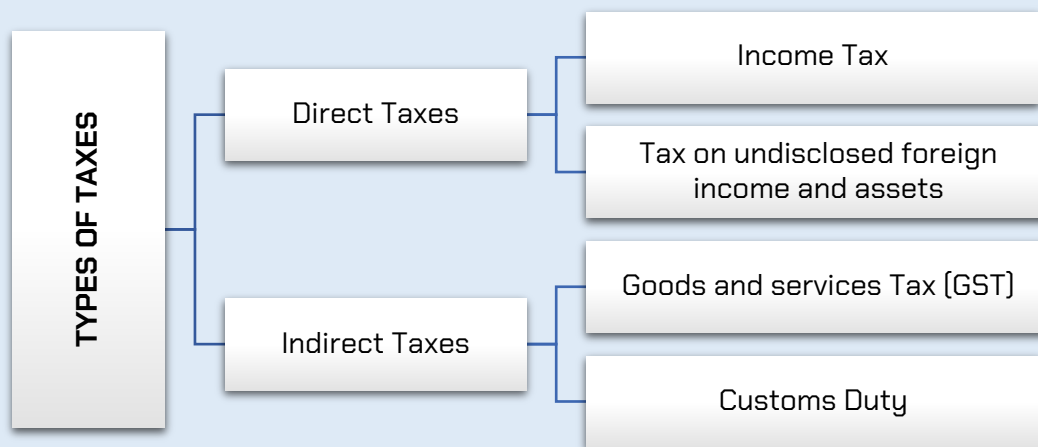 TYPES OF TAXES
Direct Taxes
Income Tax
Tax on undisclosed foreign
income and assets
Indirect Taxes
Goods and services Tax (GST)
Customs Duty